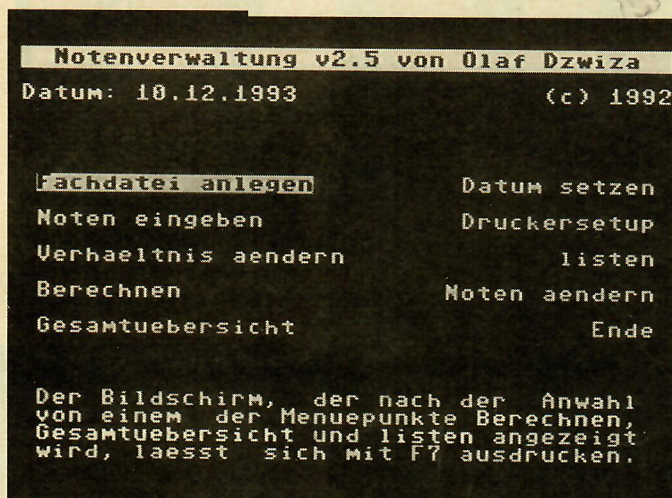 Notenverwaltung v2.5 von Olaf Dzwiza
Datum: 10.12.1993 (c) 1992
Fachdatei anlegen Datum setzen
Noten eingeben Druckersetup
Verhaeltnis aendern listen
Berechnen Noten aendern
Gesamtuebersicht Ende
Der Bildschirm, der nach der Anwahl
von einem der Menuepunkte Berechnen,
Gesamtuebersicht und listen angezeigt
wird, laesst sich mit F7 ausdrucken.